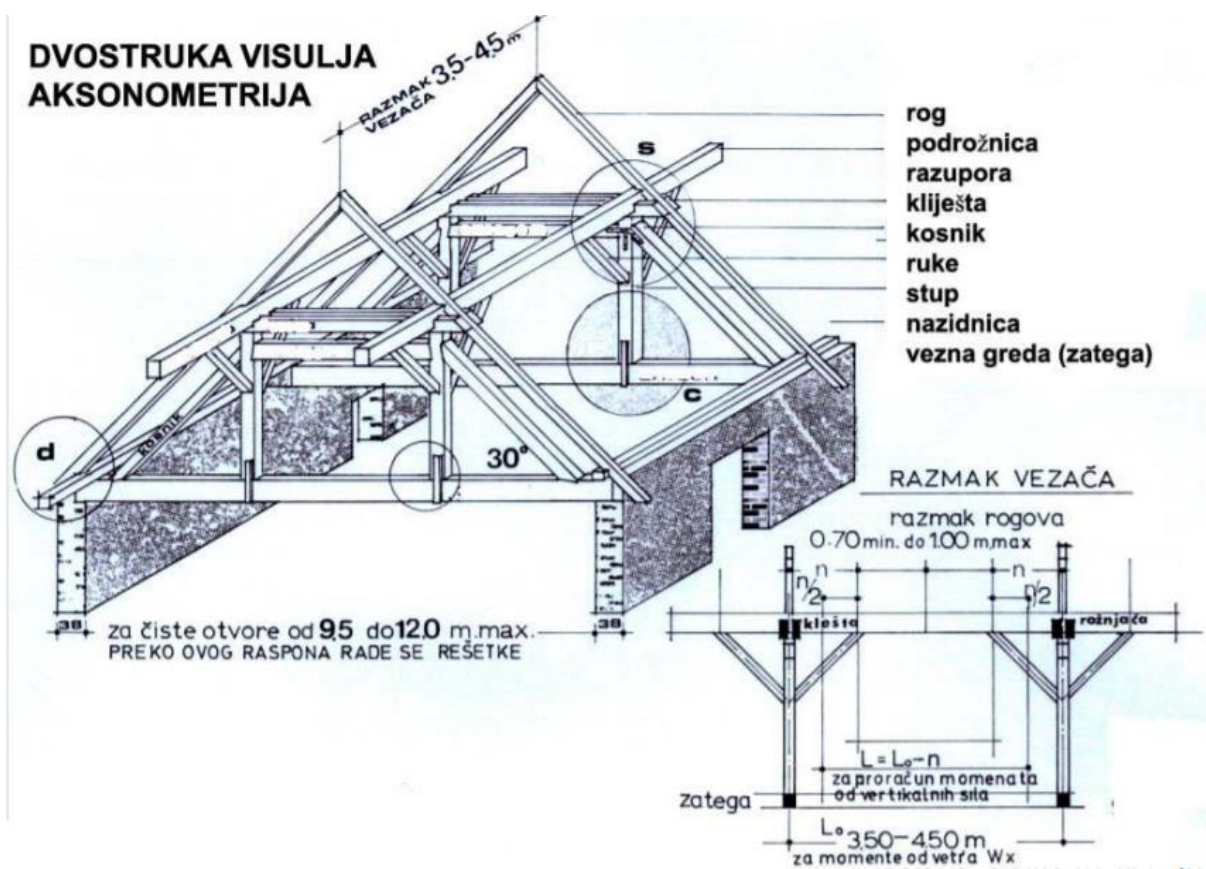 DVOSTRUKA VISULJA
AKSONOMETRIJA
RAZMAK 3,5-4,5 m
VEZAČA
rog
podrožnica
razupora
kliješta
kosnik
ruke
stup
nazidnica
vezna greda (zatega)
S
C
d
KOSNIK
30°
38
38
za čiste otvore od 9,5 do 12,0 m.max.
PREKO OVOG RASPONA RADE SE REŠETKE
RAZMAK VEZAČA
razmak rogova
0.70 min. do 1.00 m.max
n/2
n
n
n/2
klešta
rožnjača
L = L₀-n
za proračun momenata
od vertikalnih sila
zatega
L₀ 3,50-4,50 m
za momente od vetra Wx